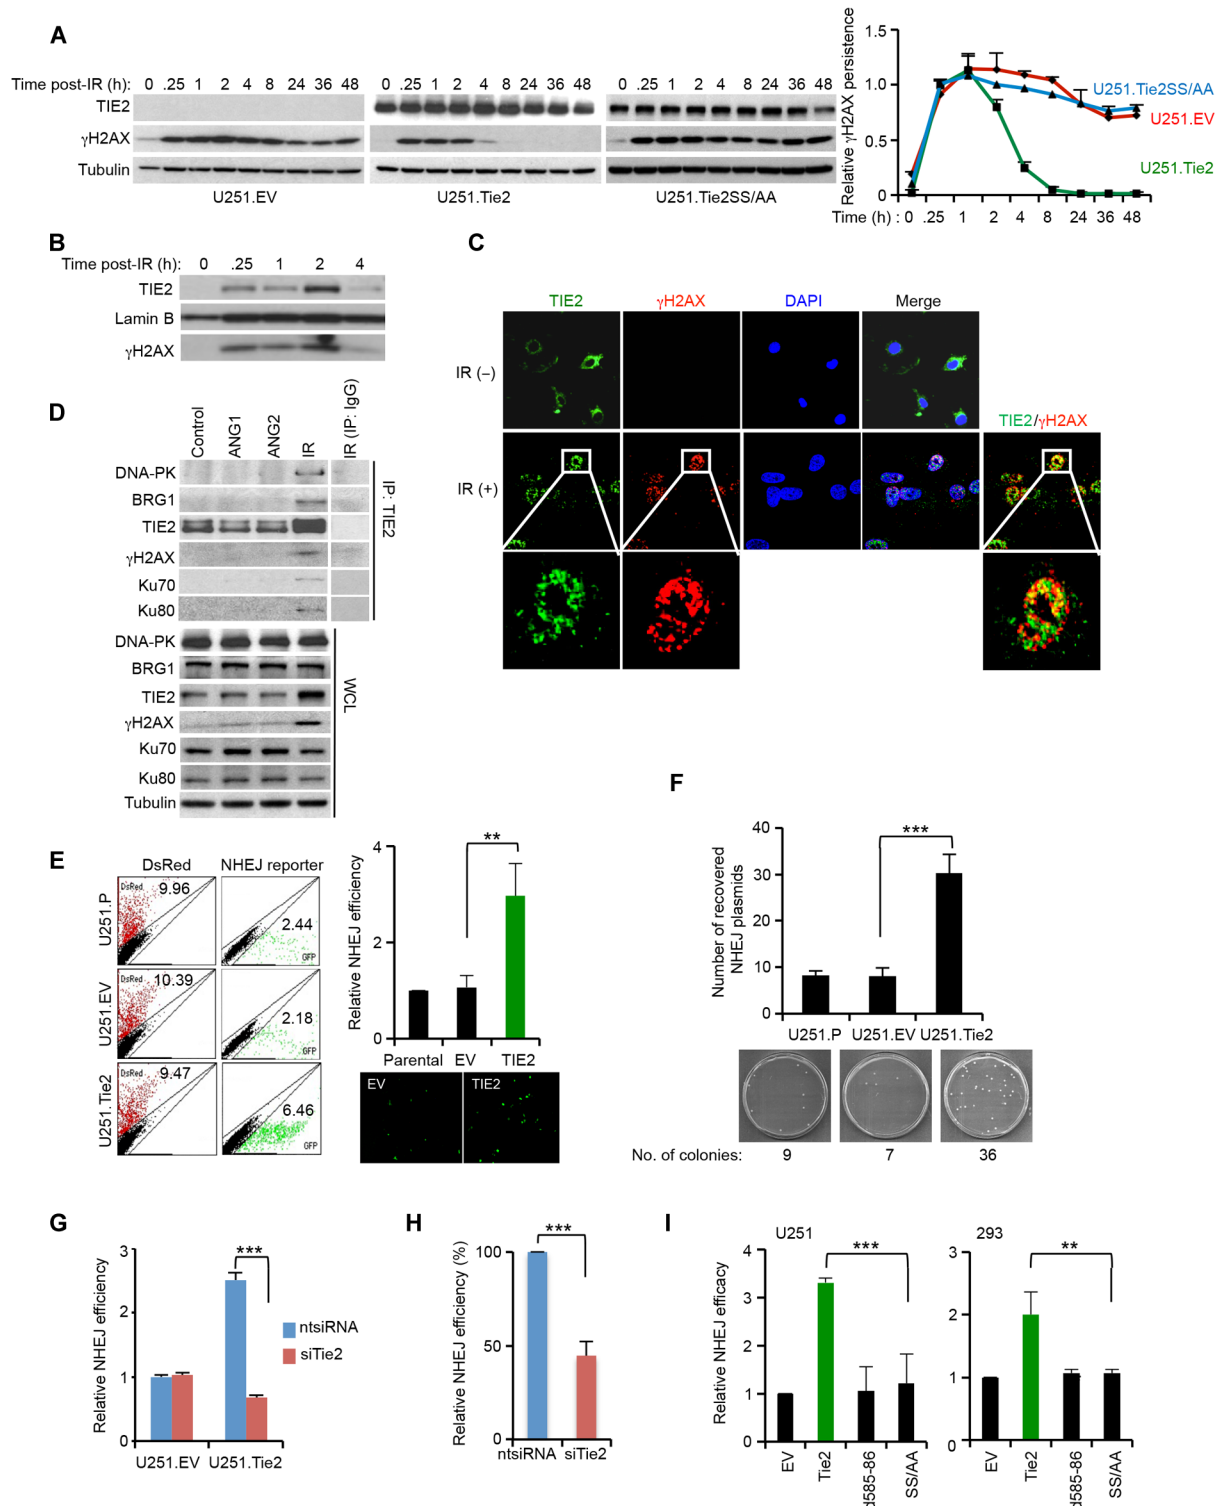 A
Time post-IR (h): 0 .25 1 2 4 8 24 36 48 0 .25 1 2 4 8 24 36 48 0 .25 1 2 4 8 24 36 48
TIE2
γH2AX
Tubulin
U251.EV U251.Tie2 U251.Tie2SS/AA
Relative γH2AX persistence
1.5
1.0
0.5
0
U251.Tie2SS/AA
U251.EV
U251.Tie2
Time (h) : 0 .25 1 2 4 8 24 36 48
B
Time post-IR (h): 0 .25 1 2 4
TIE2
Lamin B
γH2AX
C
TIE2 γH2AX DAPI Merge
IR (−)
TIE2/γH2AX
IR (+)
D
Control ANG1 ANG2 IR IR (IP: IgG)
DNA-PK
BRG1
TIE2
γH2AX
Ku70
Ku80
IP: TIE2
DNA-PK
BRG1
TIE2
γH2AX
Ku70
Ku80
Tubulin
WCL
E
DsRed NHEJ reporter
U251.P
DsRed 9.96
2.44
GFP
U251.EV
DsRed 10.39
2.18
GFP
U251.Tie2
DsRed 9.47
6.46
GFP
Relative NHEJ efficiency
4
2
0
**
Parental EV TIE2
EV TIE2
F
Number of recovered
NHEJ plasmids
40
30
20
10
0
***
U251.P U251.EV U251.Tie2
No. of colonies: 9 7 36
G
Relative NHEJ efficiency
3
2
1
0
***
ntsiRNA
siTie2
U251.EV U251.Tie2
H
Relative NHEJ efficiency (%)
100
50
0
***
ntsiRNA siTie2
I
Relative NHEJ efficacy
U251
4
3
2
1
0
***
EV Tie2 d585-86 SS/AA
293
3
2
1
0
**
EV Tie2 d585-86 SS/AA